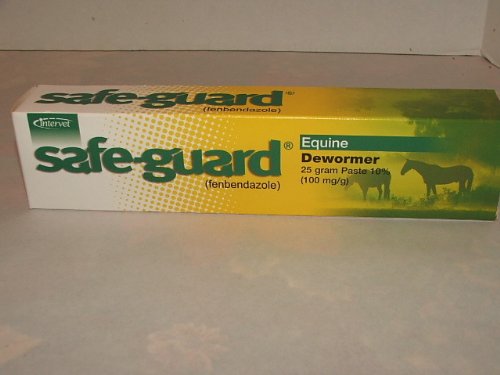 safe-guard®
(fenbendazole)
Intervet
safe-guard®
(fenbendazole)
Equine
Dewormer
25 gram Paste 10%
(100 mg/g)